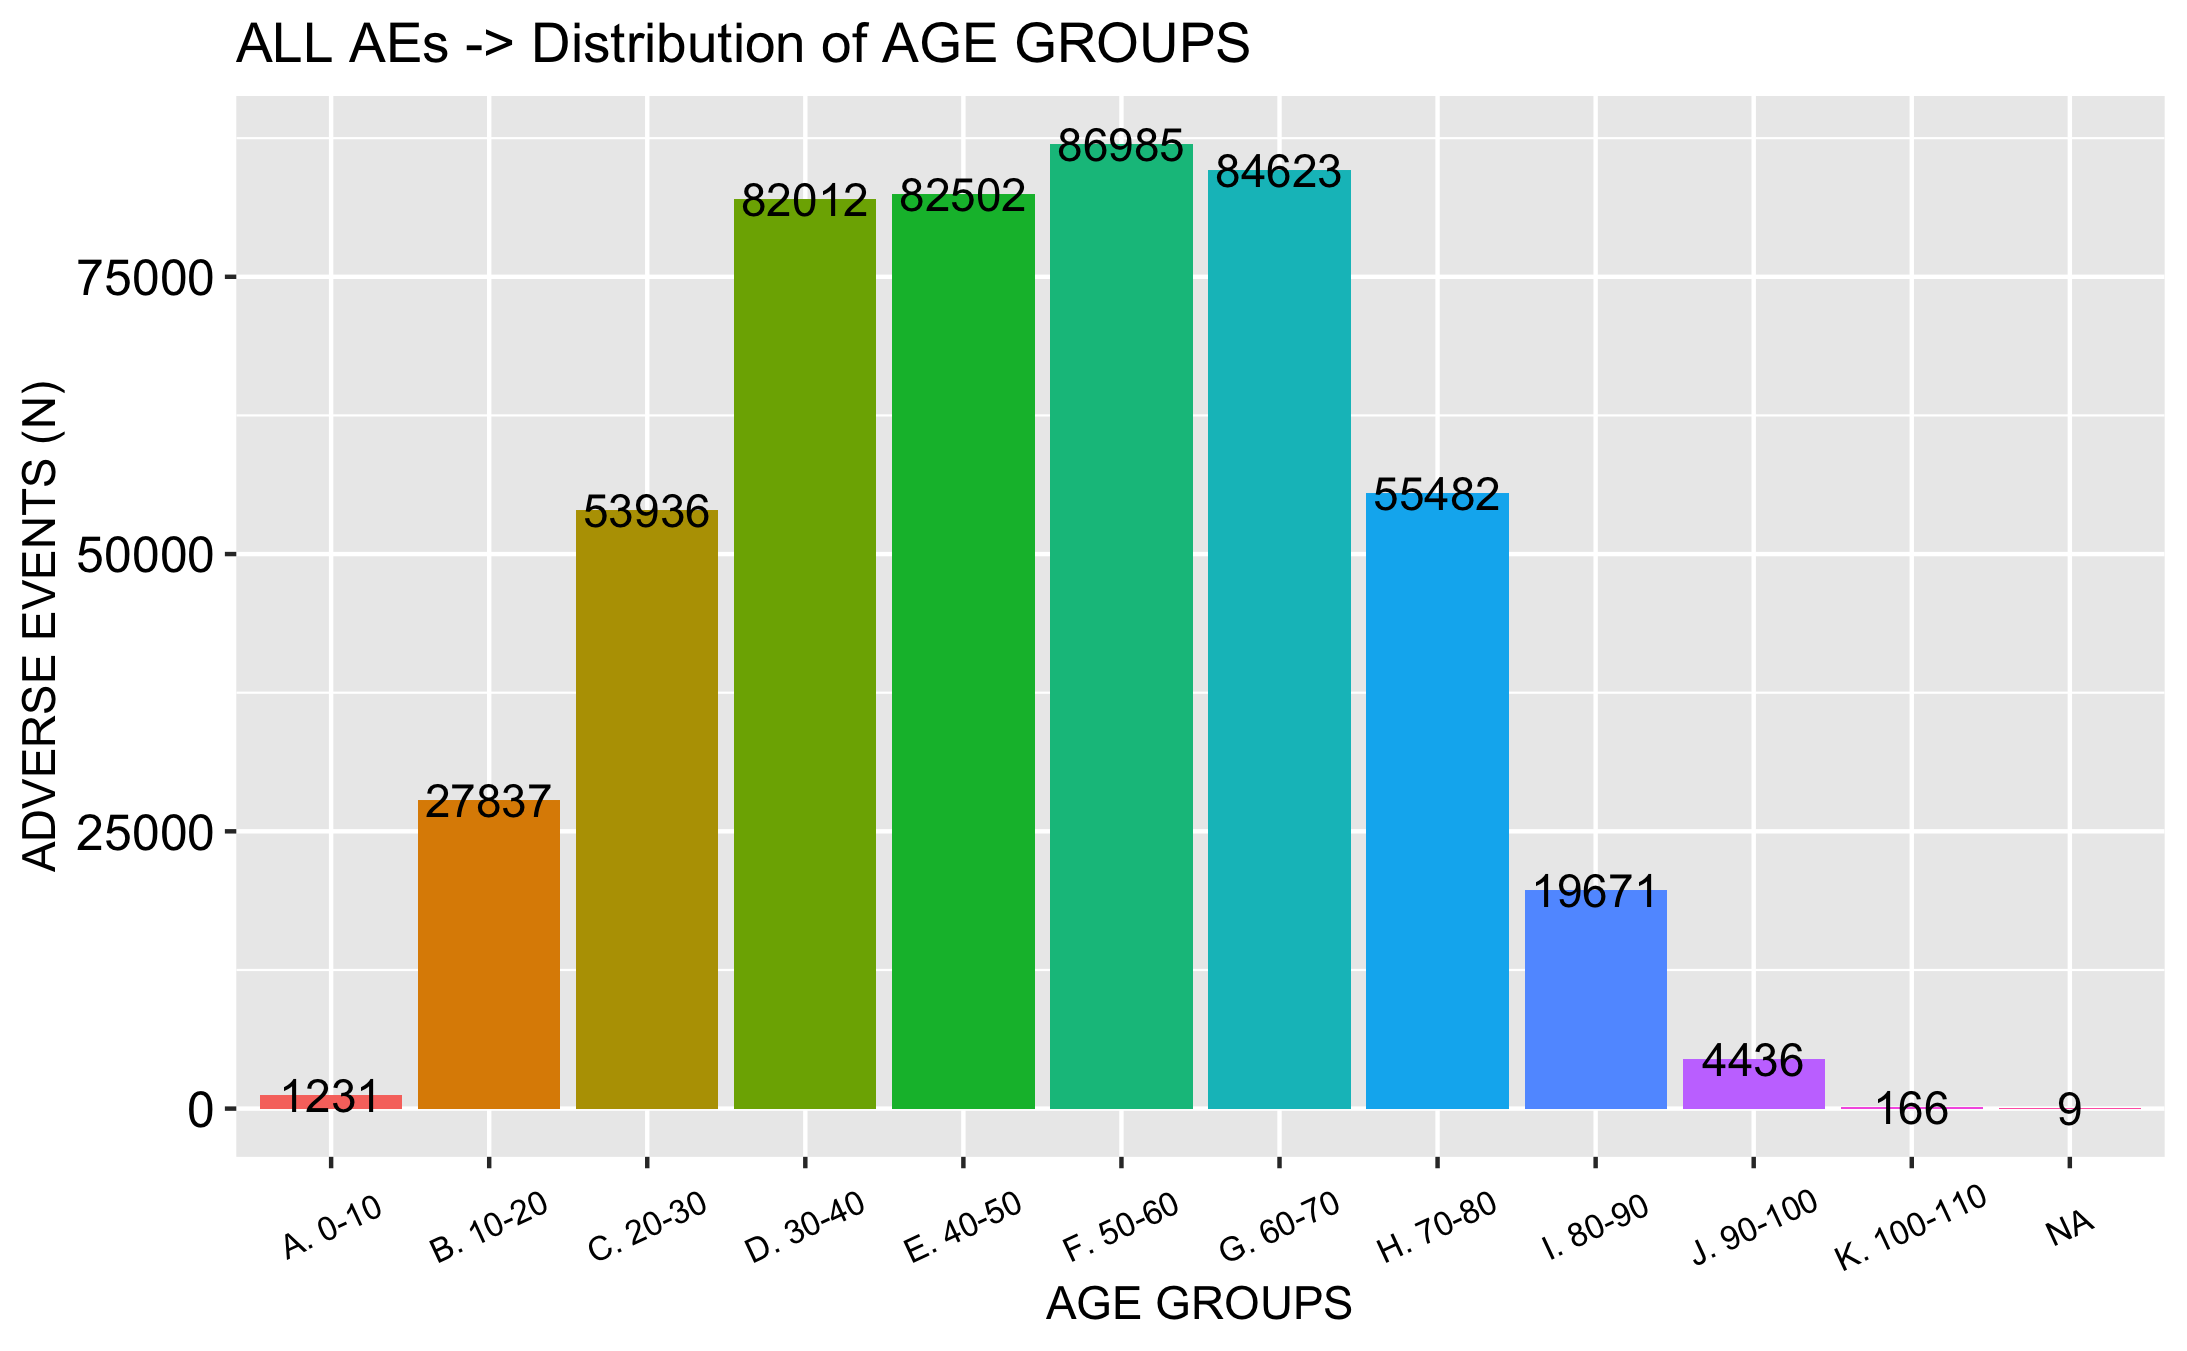 ALL AEs -> Distribution of AGE GROUPS
ADVERSE EVENTS (N)
75000
50000
25000
0
1231
27837
53936
82012
82502
86985
84623
55482
19671
4436
166
9
A. 0-10
B. 10-20
C. 20-30
D. 30-40
E. 40-50
F. 50-60
G. 60-70
H. 70-80
I. 80-90
J. 90-100
K. 100-110
NA
AGE GROUPS